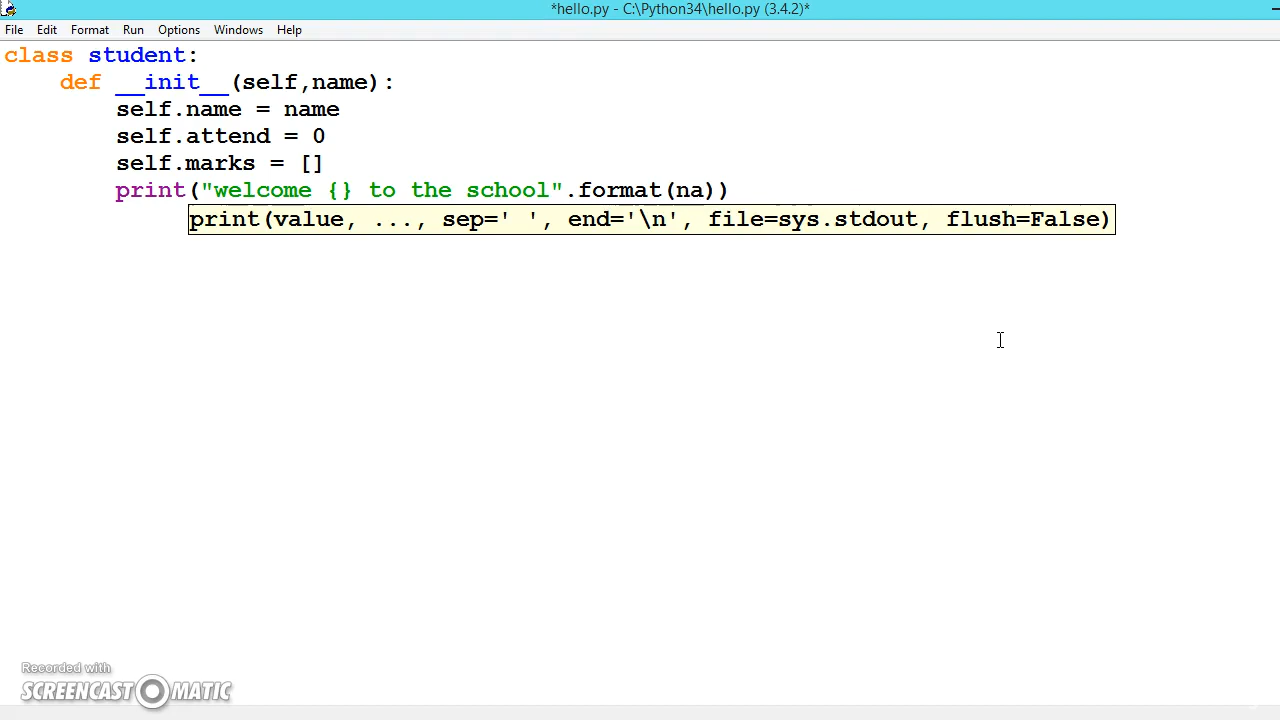 *hello.py - C:\Python34\hello.py (3.4.2)*
File Edit Format Run Options Windows Help
class student:
    def __init__(self,name):
        self.name = name
        self.attend = 0
        self.marks = []
        print("welcome {} to the school".format(na))
print(value, ..., sep=' ', end='\n', file=sys.stdout, flush=False)
Recorded with
SCREENCAST MATIC